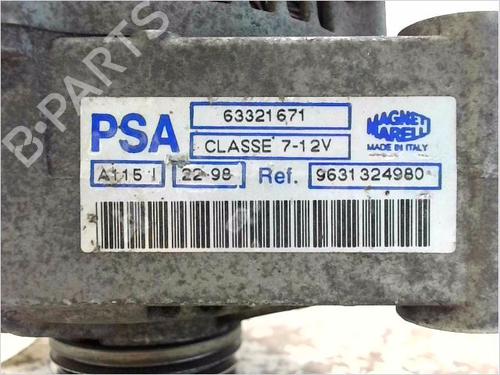 B-PARTS
PSA
63321671
CLASSE 7-12V
MAGNETI
MARELLI
MADE IN ITALY
A115 I
22-98
Ref.
9631324980